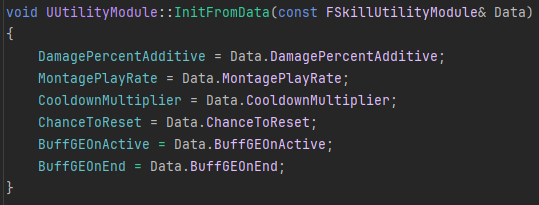 void UUtilityModule::InitFromData(const FSkillUtilityModule& Data)
{
DamagePercentAdditive = Data.DamagePercentAdditive;
MontagePlayRate = Data.MontagePlayRate;
CooldownMultiplier = Data.CooldownMultiplier;
ChanceToReset = Data.ChanceToReset;
BuffGEOnActive = Data.BuffGEOnActive;
BuffGEOnEnd = Data.BuffGEOnEnd;
}